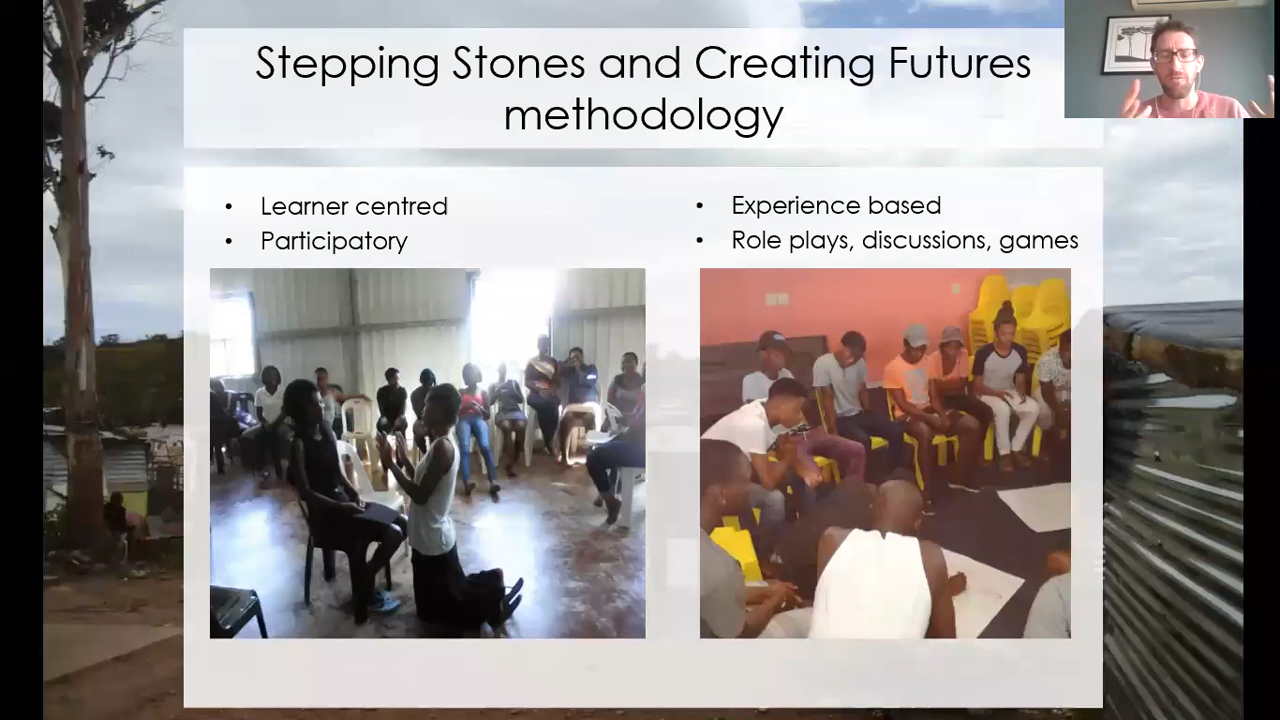 Stepping Stones and Creating Futures
methodology
• Learner centred
• Participatory
• Experience based
• Role plays, discussions, games